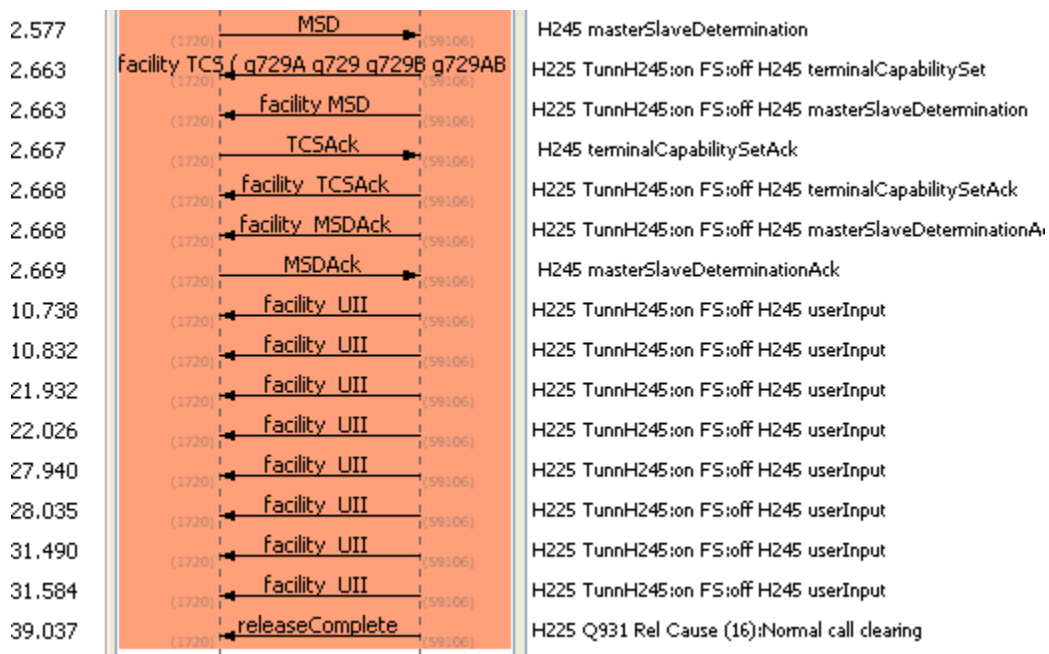 2.577 MSD (1720) (59106) H245 masterSlaveDetermination
2.663 facility TCS ( g729A g729 g729B g729AB (1720) (59106) H225 TunnH245:on FS:off H245 terminalCapabilitySet
2.663 facility MSD (1720) (59106) H225 TunnH245:on FS:off H245 masterSlaveDetermination
2.667 TCSAck (1720) (59106) H245 terminalCapabilitySetAck
2.668 facility TCSAck (1720) (59106) H225 TunnH245:on FS:off H245 terminalCapabilitySetAck
2.668 facility MSDAck (1720) (59106) H225 TunnH245:on FS:off H245 masterSlaveDeterminationAc
2.669 MSDAck (1720) (59106) H245 masterSlaveDeterminationAck
10.738 facility UII (1720) (59106) H225 TunnH245:on FS:off H245 userInput
10.832 facility UII (1720) (59106) H225 TunnH245:on FS:off H245 userInput
21.932 facility UII (1720) (59106) H225 TunnH245:on FS:off H245 userInput
22.026 facility UII (1720) (59106) H225 TunnH245:on FS:off H245 userInput
27.940 facility UII (1720) (59106) H225 TunnH245:on FS:off H245 userInput
28.035 facility UII (1720) (59106) H225 TunnH245:on FS:off H245 userInput
31.490 facility UII (1720) (59106) H225 TunnH245:on FS:off H245 userInput
31.584 facility UII (1720) (59106) H225 TunnH245:on FS:off H245 userInput
39.037 releaseComplete (1720) (59106) H225 Q931 Rel Cause (16):Normal call clearing